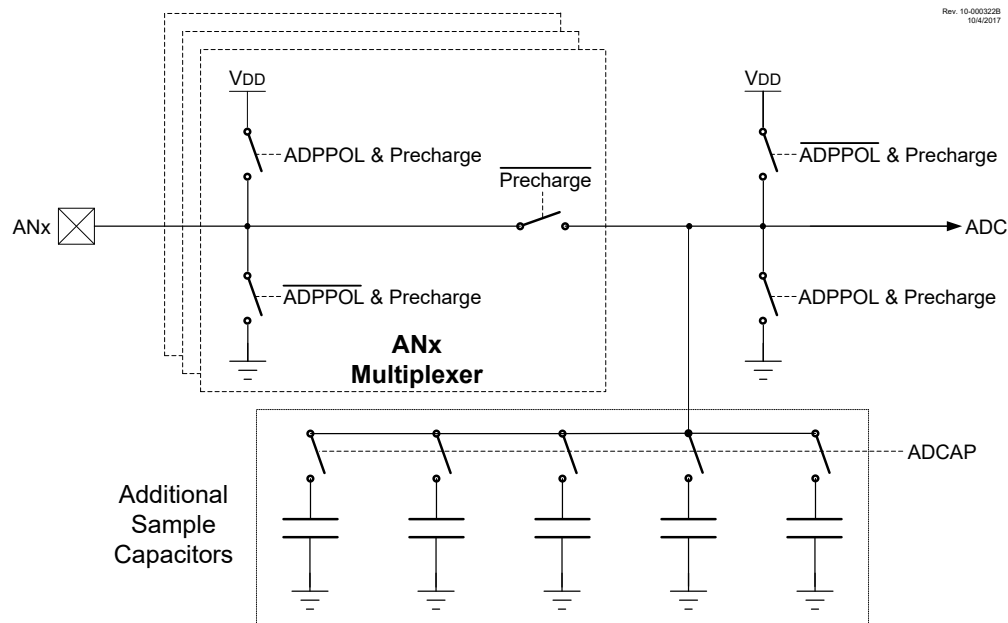 Rev. 10-000322B
10/4/2017
VDD
VDD
ADPPOL & Precharge
Precharge
ADPPOL & Precharge
ANx
ADC
ADPPOL & Precharge
ADPPOL & Precharge
ANx
Multiplexer
ADCAP
Additional
Sample
Capacitors